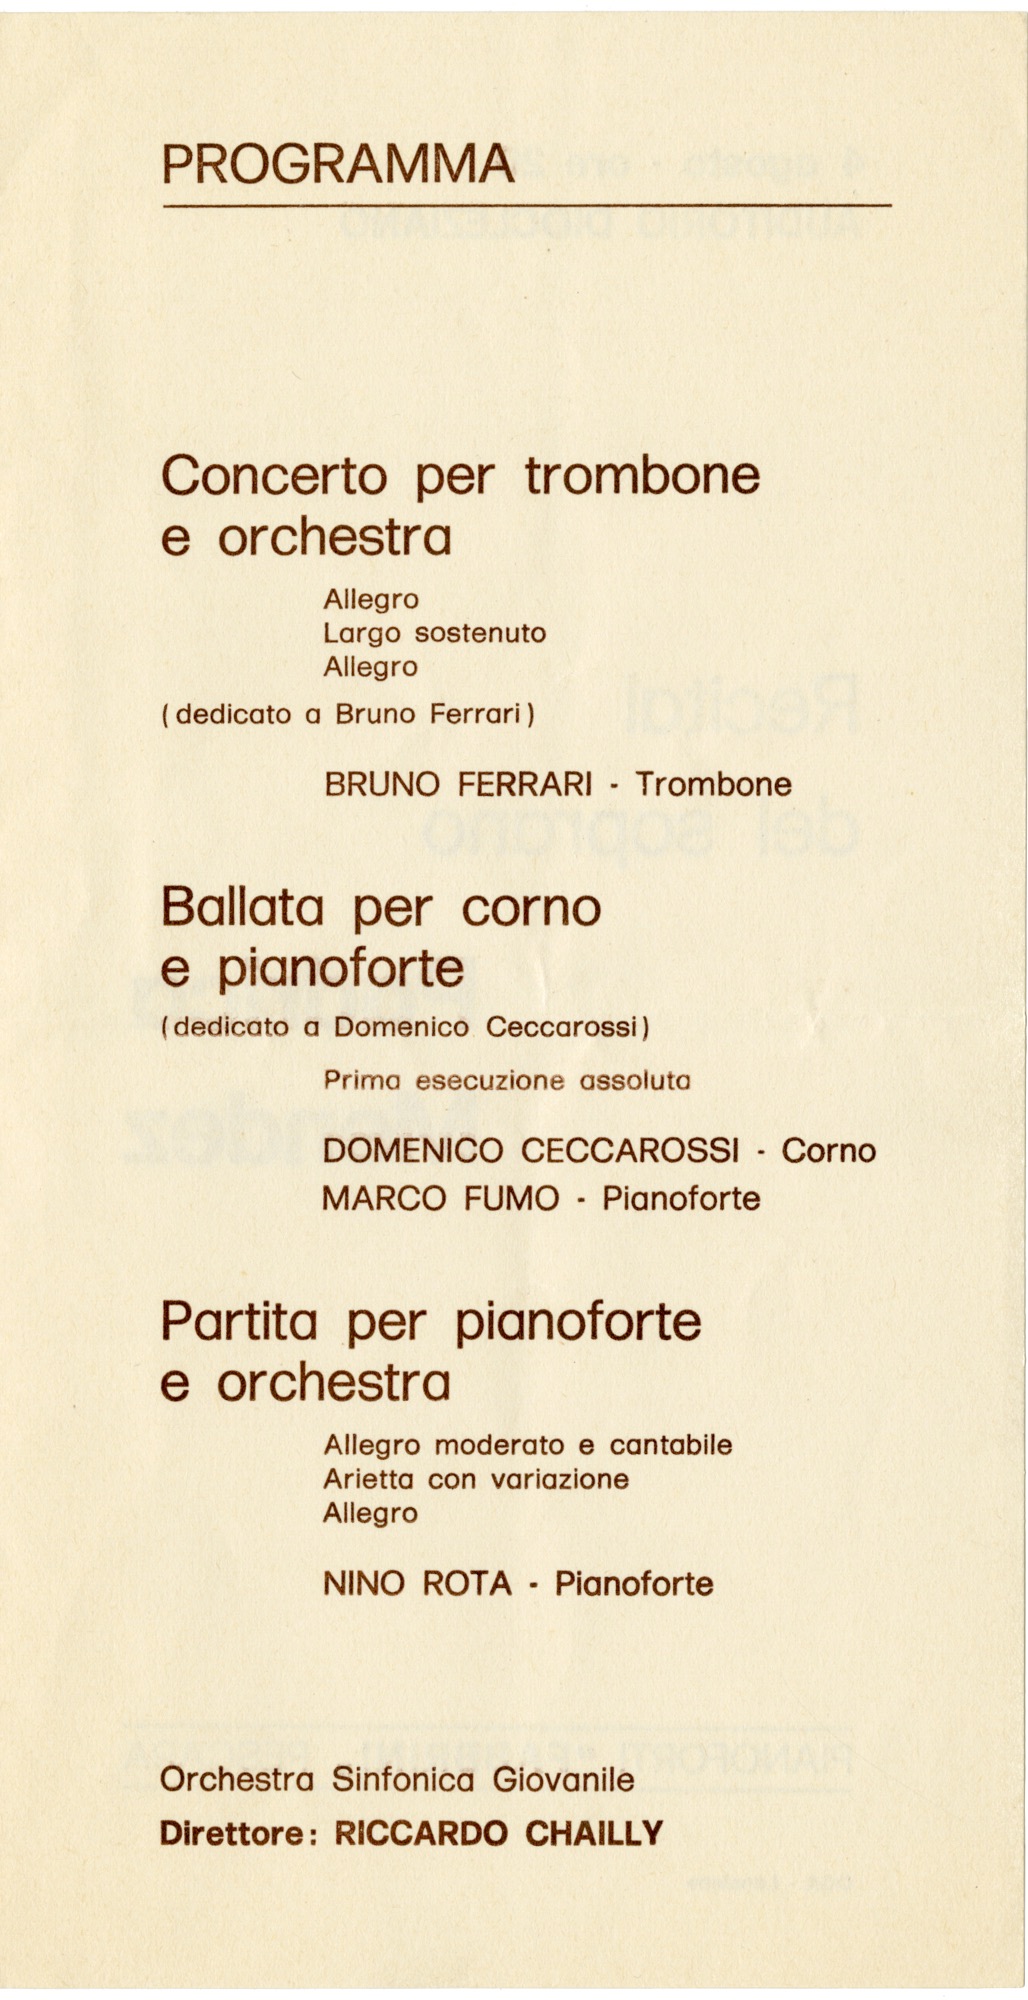 PROGRAMMA
Concerto per trombone
e orchestra
Allegro
Largo sostenuto
Allegro
(dedicato a Bruno Ferrari)
BRUNO FERRARI - Trombone
Ballata per corno
e pianoforte
(dedicato a Domenico Ceccarossi)
Prima esecuzione assoluta
DOMENICO CECCAROSSI - Corno
MARCO FUMO - Pianoforte
Partita per pianoforte
e orchestra
Allegro moderato e cantabile
Arietta con variazione
Allegro
NINO ROTA - Pianoforte
Orchestra Sinfonica Giovanile
Direttore: RICCARDO CHAILLY